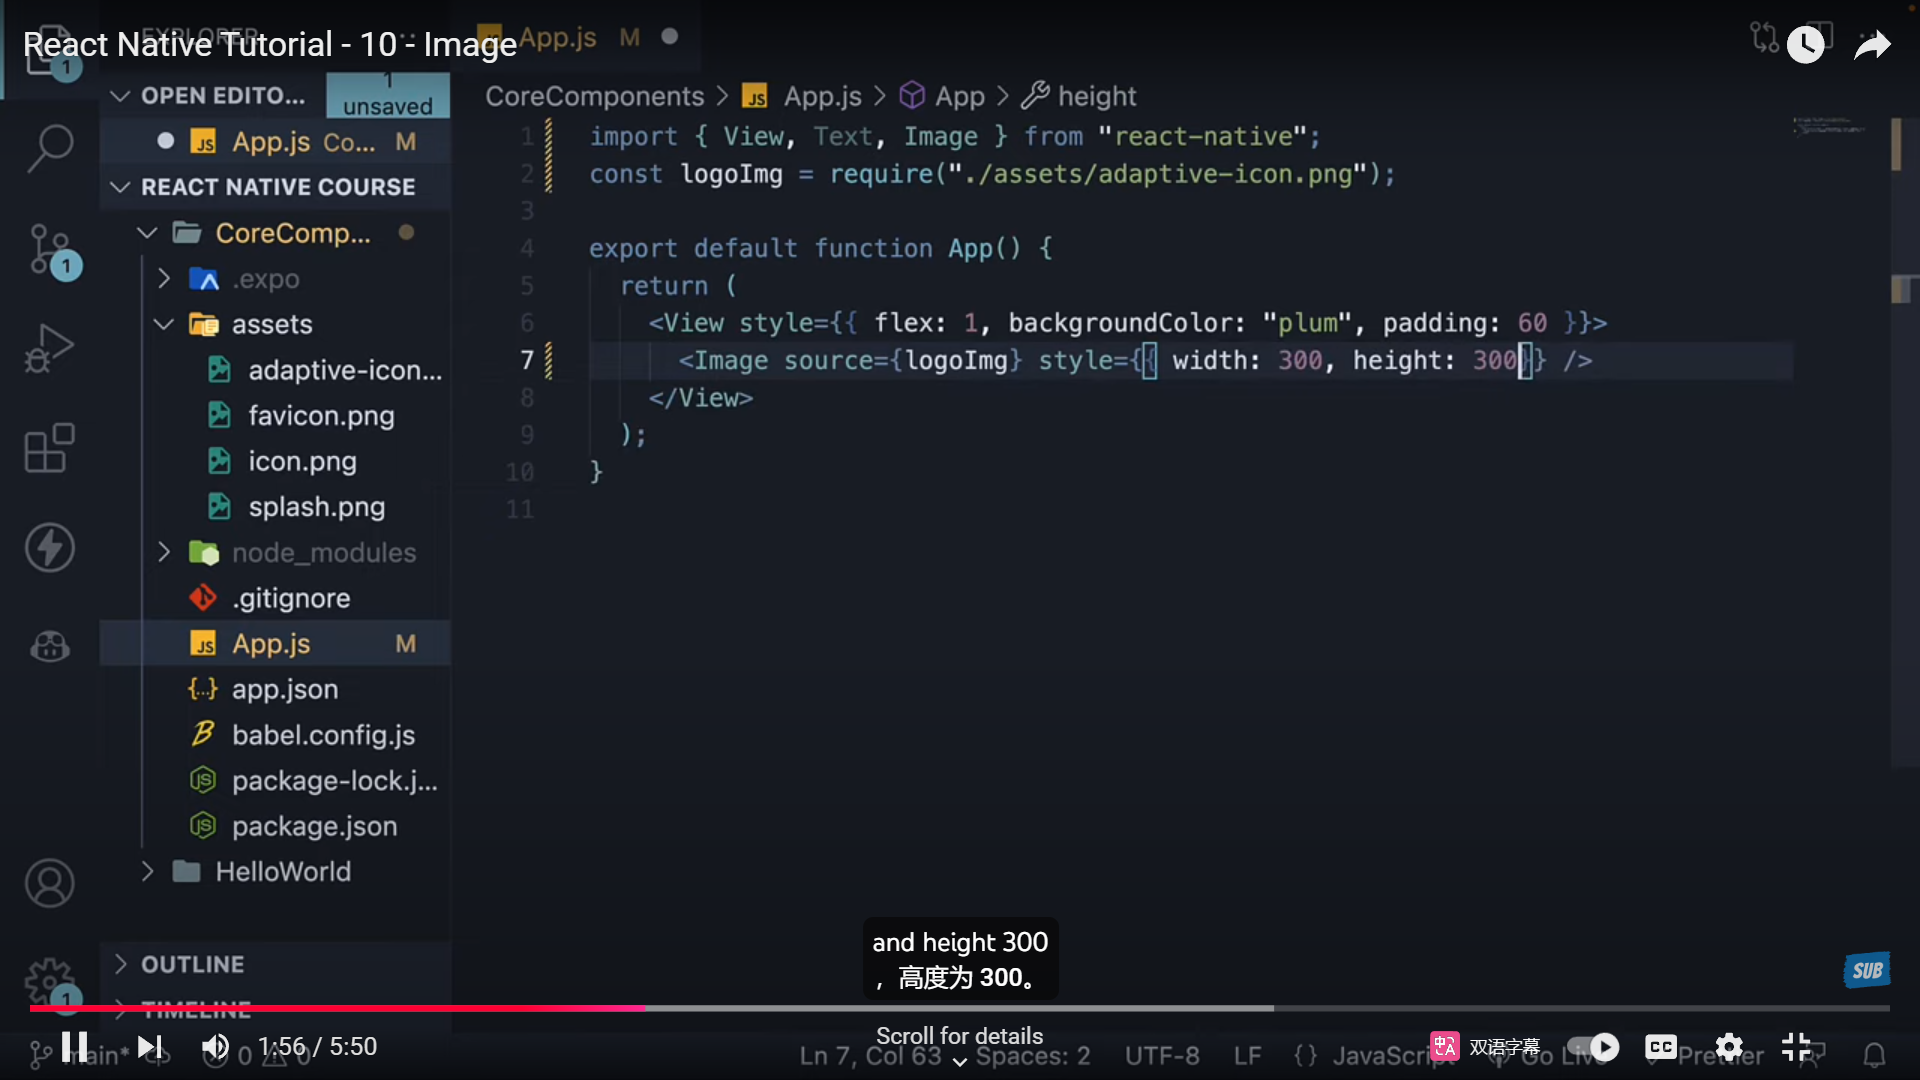 React Native Tutorial - 10 - Image
EXPLORER
App.js M
1
OPEN EDITO...
1
unsaved
App.js Co... M
REACT NATIVE COURSE
CoreComp...
.expo
assets
adaptive-icon...
favicon.png
icon.png
splash.png
node_modules
.gitignore
App.js M
app.json
babel.config.js
package-lock.j...
package.json
HelloWorld
OUTLINE
TIMELINE
1
1
CoreComponents > App.js > App > height
1 import { View, Text, Image } from "react-native";
2 const logoImg = require("./assets/adaptive-icon.png");
3
4 export default function App() {
5 return (
6 <View style={{ flex: 1, backgroundColor: "plum", padding: 60 }}>
7 <Image source={logoImg} style={{ width: 300, height: 300}} />
8 </View>
9 );
10 }
11
and height 300
，高度为 300。
SUB
1:56 / 5:50
Scroll for details
main* 0 0
Ln 7, Col 63 Spaces: 2 UTF-8 LF {} JavaScript Go Live Prettier
双语字幕
CC